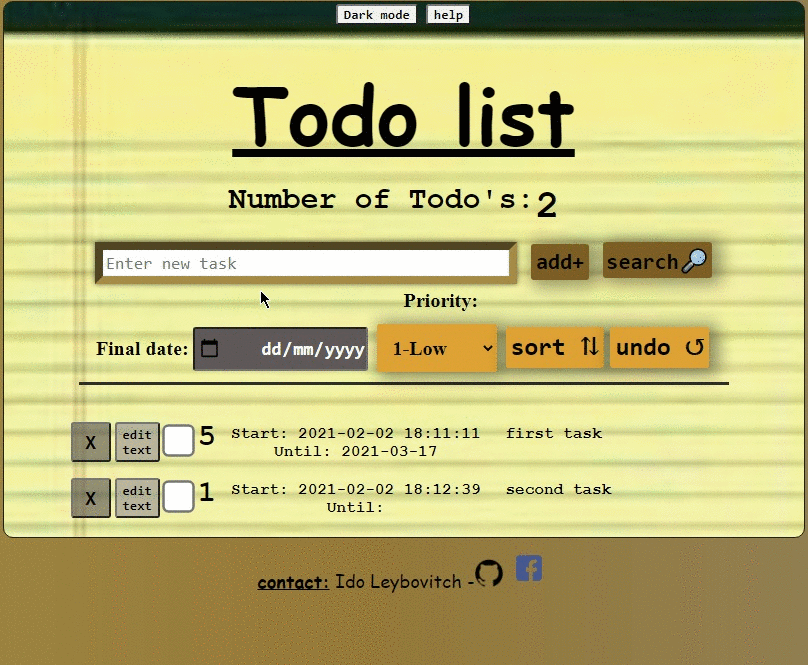 Dark mode help
Todo list
Number of Todo's:2
Enter new task add+ search
Priority:
Final date: dd/mm/yyyy 1-Low sort ⇅ undo ↺
X edit text 5 Start: 2021-02-02 18:11:11 first task
Until: 2021-03-17
X edit text 1 Start: 2021-02-02 18:12:39 second task
Until:
contact: Ido Leybovitch -